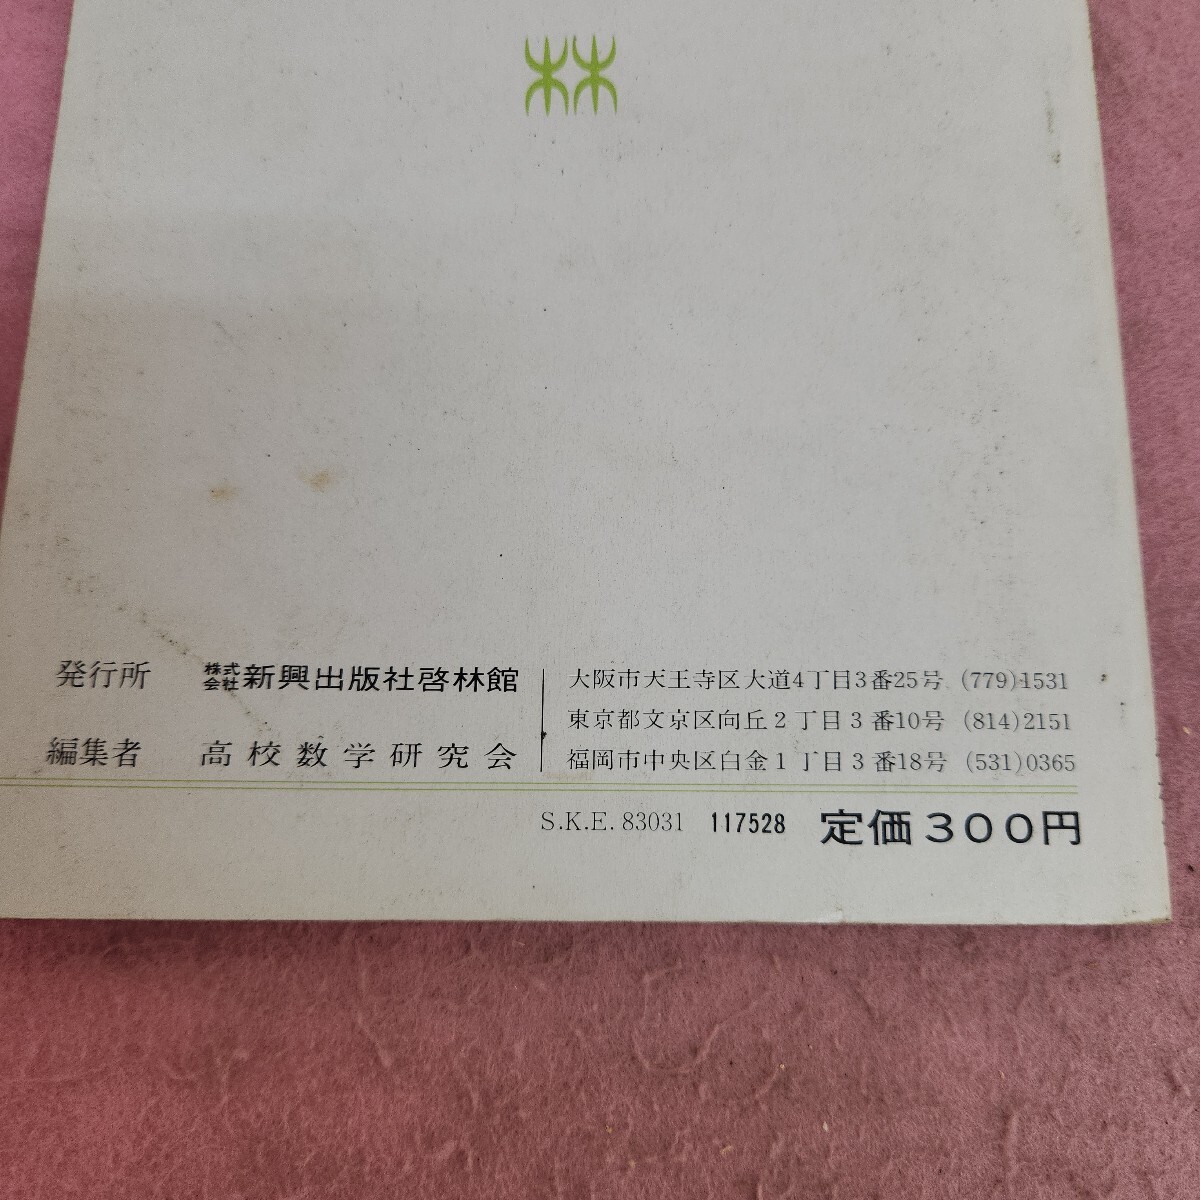 林
発行所 株式会社 新興出版社啓林館
大阪市天王寺区大道4丁目3番25号 (779)1531
東京都文京区向丘2丁目3番10号 (814)2151
編集者 高校数学研究会
福岡市中央区白金1丁目3番18号 (531)0365
S.K.E. 83031 117528 定価300円